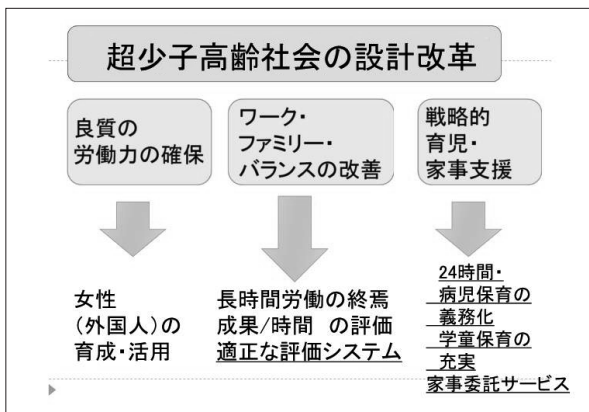 超少子高齢社会の設計改革
良質の
労働力の確保
ワーク・
ファミリー・
バランスの改善
戦略的
育児・
家事支援
女性
(外国人)の
育成・活用
長時間労働の終焉
成果/時間 の評価
適正な評価システム
24時間・
病児保育の
義務化
学童保育の
充実
家事委託サービス